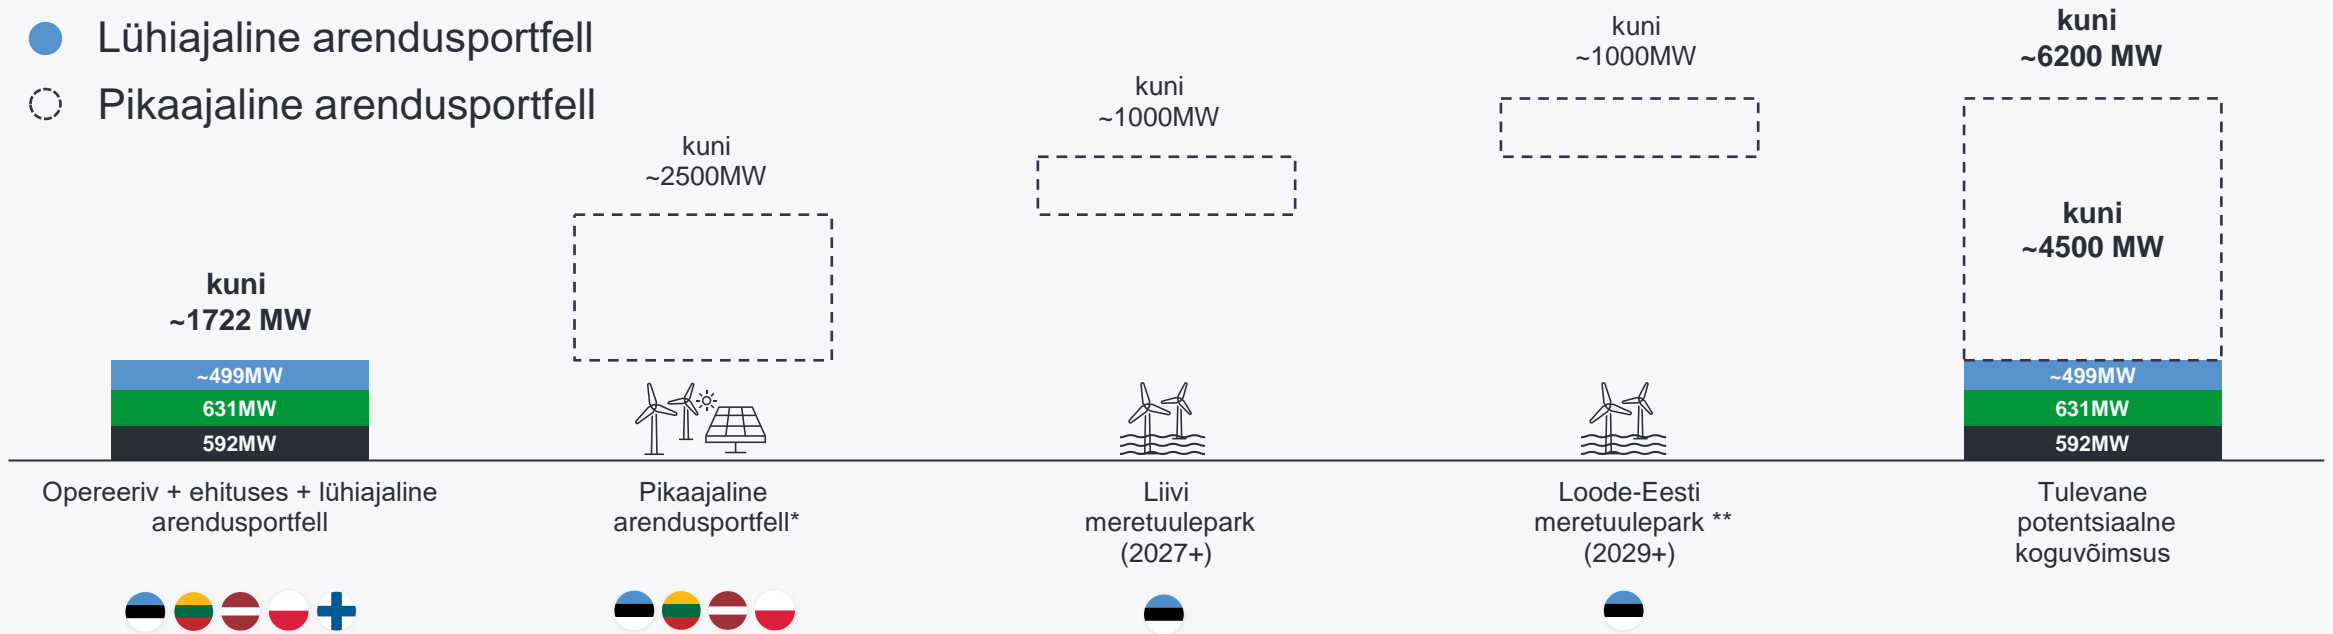 Lühiajaline arendusportfell
Pikaajaline arendusportfell
kuni
~1722 MW
~499MW
631MW
592MW
Opereeriv + ehituses + lühiajaline
arendusportfell
kuni
~2500MW
Pikaajaline
arendusportfell*
kuni
~1000MW
Liivi
meretuulepark
(2027+)
kuni
~1000MW
Loode-Eesti
meretuulepark **
(2029+)
kuni
~6200 MW
kuni
~4500 MW
~499MW
631MW
592MW
Tulevane
potentsiaalne
koguvõimsus